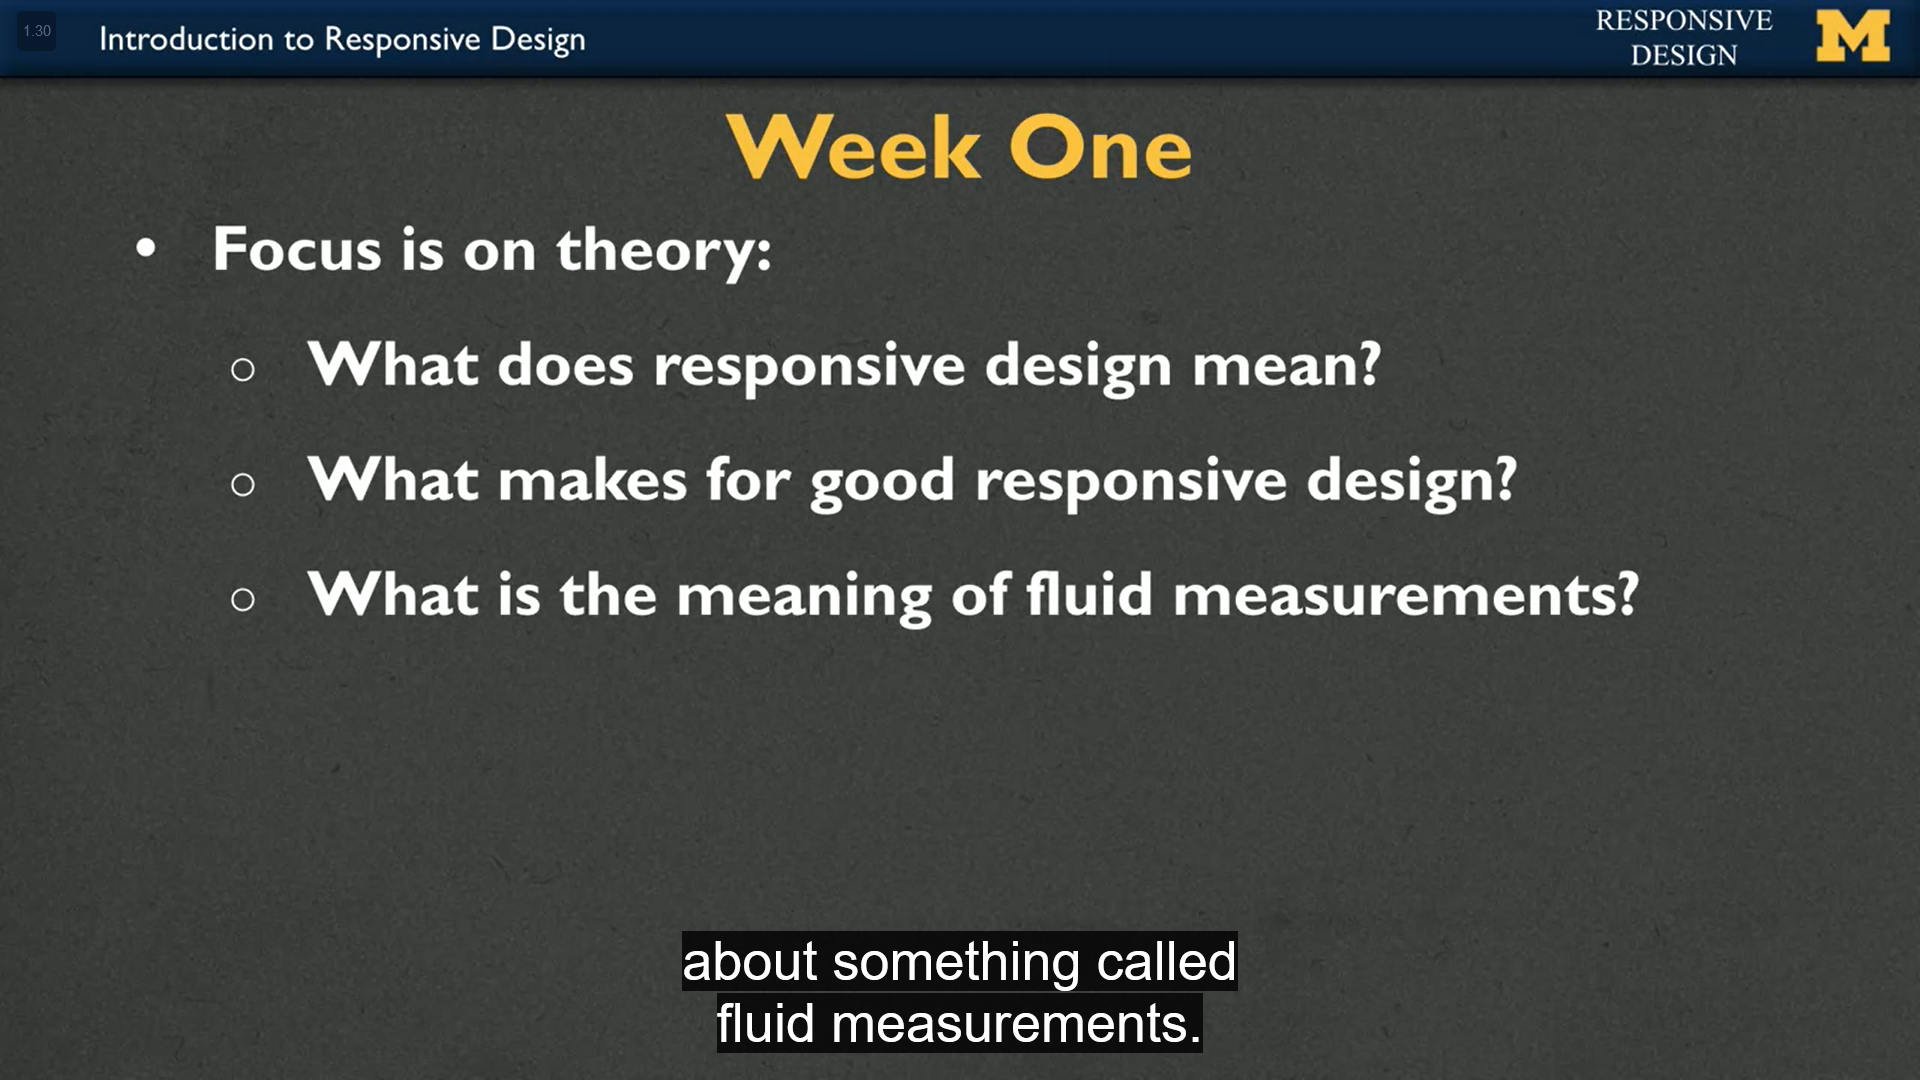 1.30
Introduction to Responsive Design
RESPONSIVE
DESIGN
M
Week One
• Focus is on theory:
○ What does responsive design mean?
○ What makes for good responsive design?
○ What is the meaning of fluid measurements?
about something called
fluid measurements.